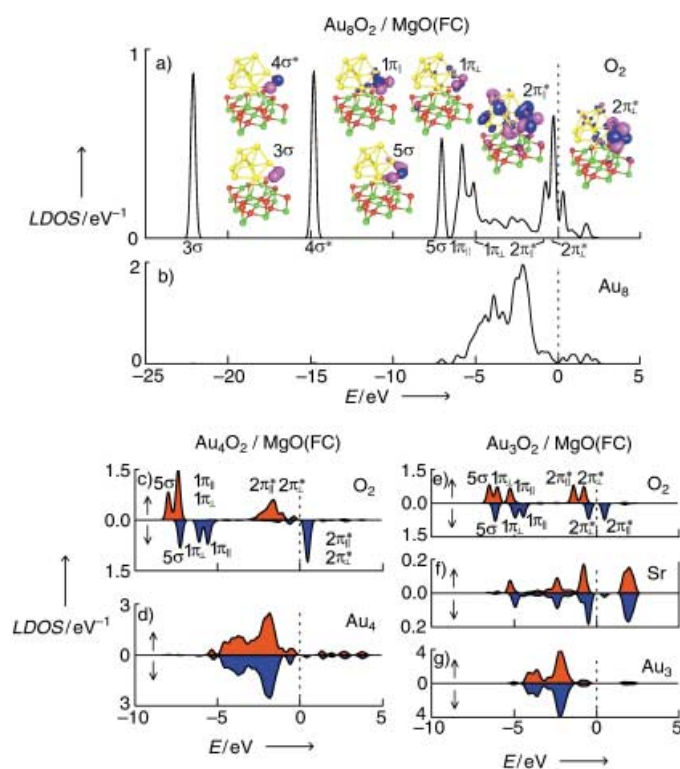 Au₈O₂ / MgO(FC)
1
a)
4σ*
1π∥
1π⊥
2π∥*
2π⊥*
O₂
3σ
5σ
LDOS/eV⁻¹
0
3σ 4σ* 5σ 1π∥ 1π⊥ 2π∥* 2π⊥*
2
b)
Au₈
0
−25 −20 −15 −10 −5 0 5
E/eV
Au₄O₂ / MgO(FC)
1.5
c)
5σ 1π∥ 1π⊥ 2π∥* 2π⊥*
O₂
0.0
5σ 1π⊥ 1π∥ 2π∥* 2π⊥*
1.5
LDOS/eV⁻¹
3
d)
Au₄
0
3
−10 −5 0 5
E/eV
Au₃O₂ / MgO(FC)
1.5
e)
5σ 1π⊥ 1π∥ 2π∥* 2π⊥*
O₂
0.0
5σ 1π⊥ 1π∥ 2π⊥* 2π∥*
1.5
0.2
f)
Sr
0.0
0.2
4
g)
Au₃
0
4
−10 −5 0 5
E/eV